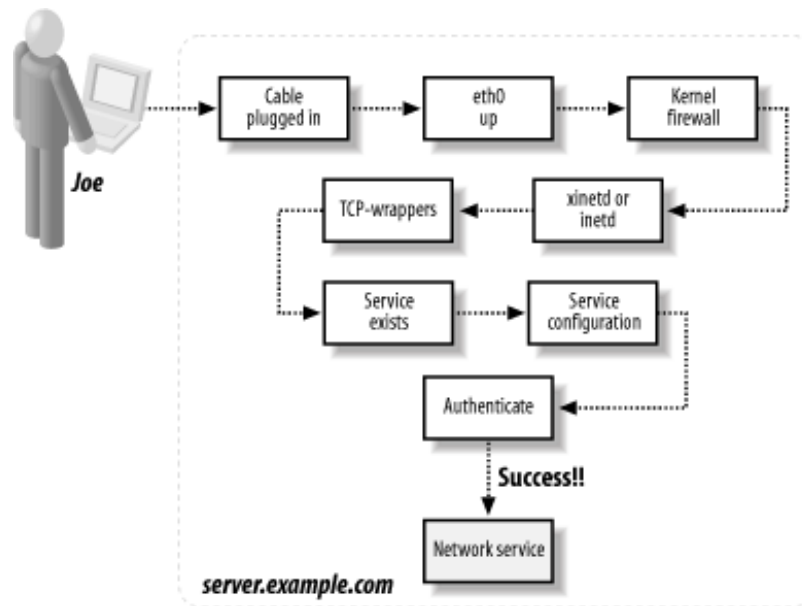 Joe
Cable
plugged in
eth0
up
Kernel
firewall
xinetd or
inetd
TCP-wrappers
Service
exists
Service
configuration
Authenticate
Success!!
Network service
server.example.com